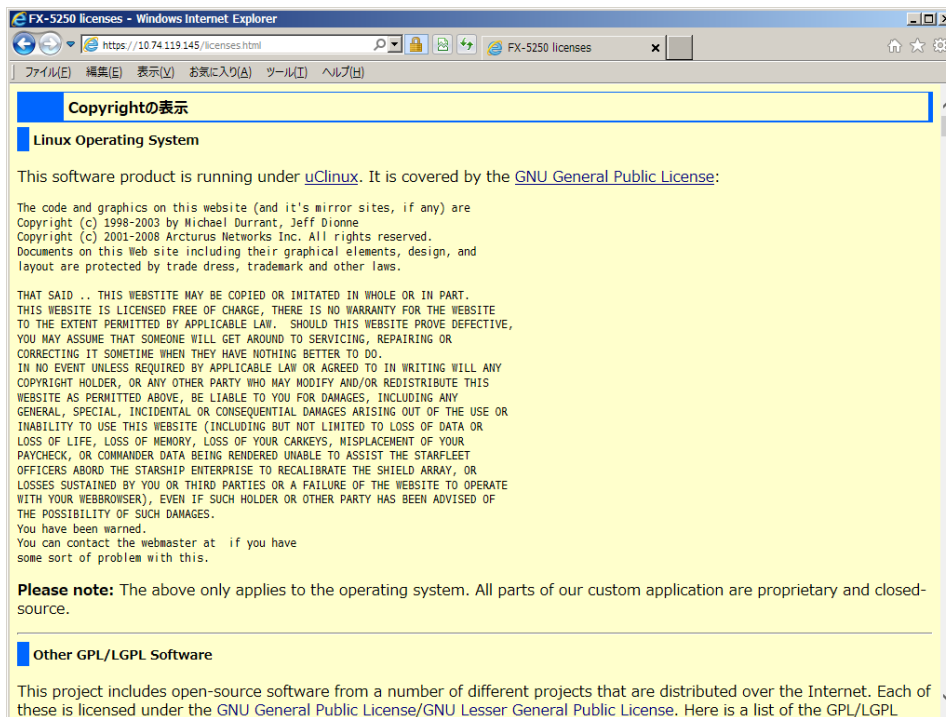 FX-5250 licenses - Windows Internet Explorer
https://10.74.119.145/licenses.html
FX-5250 licenses
ファイル(F) 編集(E) 表示(V) お気に入り(A) ツール(T) ヘルプ(H)
Copyrightの表示
Linux Operating System
This software product is running under uClinux. It is covered by the GNU General Public License:
The code and graphics on this website (and it's mirror sites, if any) are
Copyright (c) 1998-2003 by Michael Durrant, Jeff Dionne
Copyright (c) 2001-2008 Arcturus Networks Inc. All rights reserved.
Documents on this Web site including their graphical elements, design, and
layout are protected by trade dress, trademark and other laws.
THAT SAID .. THIS WEBSTITE MAY BE COPIED OR IMITATED IN WHOLE OR IN PART.
THIS WEBSITE IS LICENSED FREE OF CHARGE, THERE IS NO WARRANTY FOR THE WEBSITE
TO THE EXTENT PERMITTED BY APPLICABLE LAW. SHOULD THIS WEBSITE PROVE DEFECTIVE,
YOU MAY ASSUME THAT SOMEONE WILL GET AROUND TO SERVICING, REPAIRING OR
CORRECTING IT SOMETIME WHEN THEY HAVE NOTHING BETTER TO DO.
IN NO EVENT UNLESS REQUIRED BY APPLICABLE LAW OR AGREED TO IN WRITING WILL ANY
COPYRIGHT HOLDER, OR ANY OTHER PARTY WHO MAY MODIFY AND/OR REDISTRIBUTE THIS
WEBSITE AS PERMITTED ABOVE, BE LIABLE TO YOU FOR DAMAGES, INCLUDING ANY
GENERAL, SPECIAL, INCIDENTAL OR CONSEQUENTIAL DAMAGES ARISING OUT OF THE USE OR
INABILITY TO USE THIS WEBSITE (INCLUDING BUT NOT LIMITED TO LOSS OF DATA OR
LOSS OF LIFE, LOSS OF MEMORY, LOSS OF YOUR CARKEYS, MISPLACEMENT OF YOUR
PAYCHECK, OR COMMANDER DATA BEING RENDERED UNABLE TO ASSIST THE STARFLEET
OFFICERS ABORD THE STARSHIP ENTERPRISE TO RECALIBRATE THE SHIELD ARRAY, OR
LOSSES SUSTAINED BY YOU OR THIRD PARTIES OR A FAILURE OF THE WEBSITE TO OPERATE
WITH YOUR WEBBROWSER), EVEN IF SUCH HOLDER OR OTHER PARTY HAS BEEN ADVISED OF
THE POSSIBILITY OF SUCH DAMAGES.
You have been warned.
You can contact the webmaster at if you have
some sort of problem with this.
Please note: The above only applies to the operating system. All parts of our custom application are proprietary and closed-
source.
Other GPL/LGPL Software
This project includes open-source software from a number of different projects that are distributed over the Internet. Each of
these is licensed under the GNU General Public License/GNU Lesser General Public License. Here is a list of the GPL/LGPL